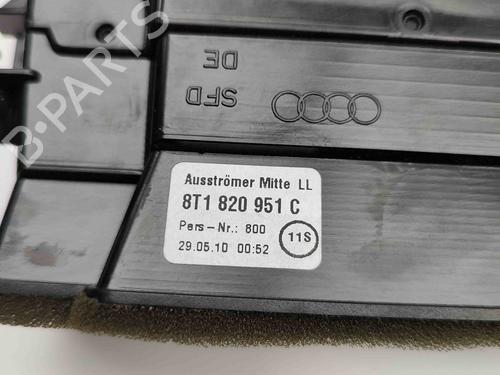 B-PARTS
DE
SFD
Ausströmer Mitte LL
8T1 820 951 C
Pers-Nr.: 800
11S
29.05.10 00:52